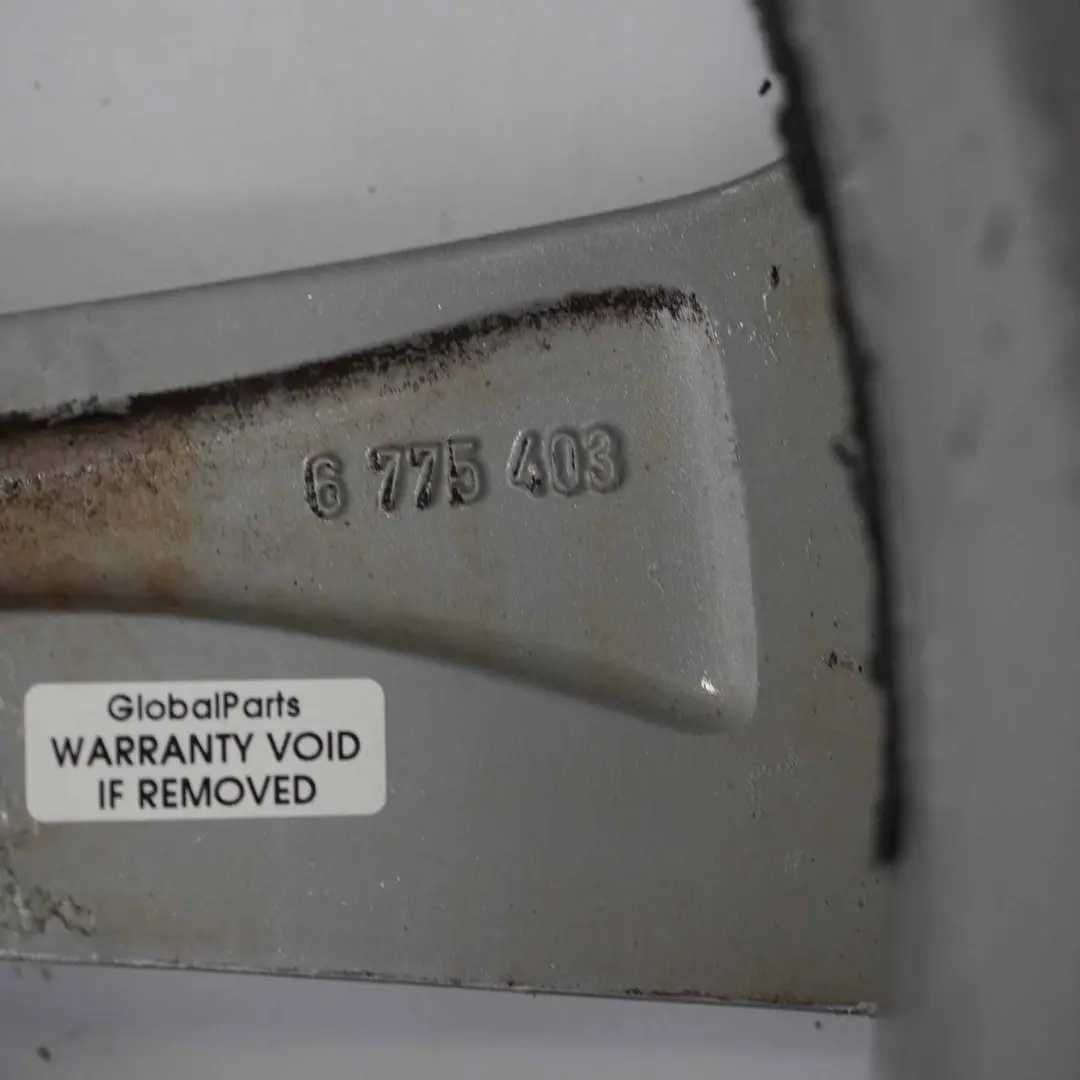 6 775 403
GlobalParts
WARRANTY VOID
IF REMOVED